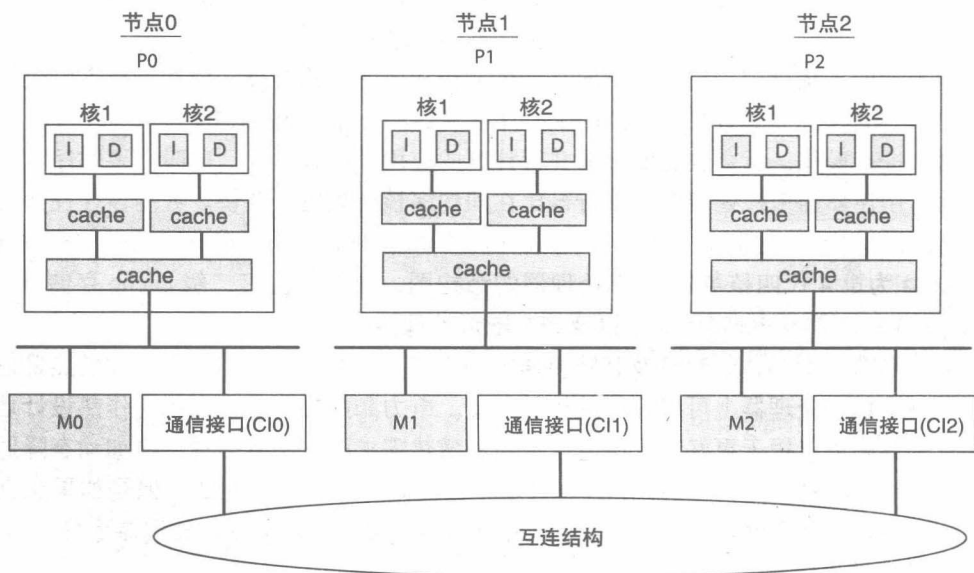 节点0 节点1 节点2
P0 P1 P2
核1 核2 核1 核2 核1 核2
I D I D I D I D I D I D
cache cache cache cache cache cache
cache cache cache
M0 通信接口(CI0) M1 通信接口(CI1) M2 通信接口(CI2)
互连结构